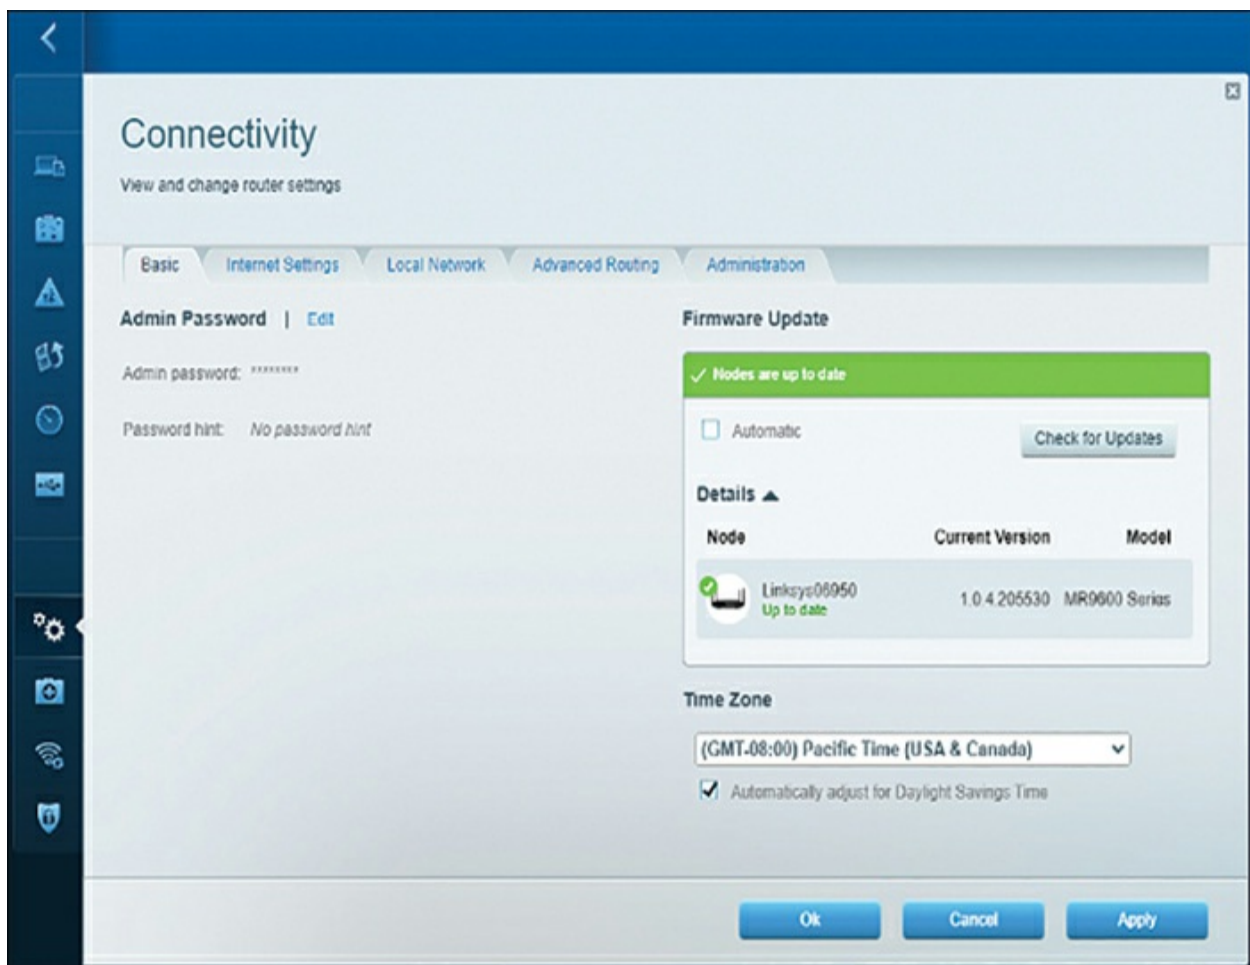 Connectivity
View and change router settings
Basic
Internet Settings
Local Network
Advanced Routing
Administration
Admin Password | Edit
Admin password: ********
Password hint: No password hint
Firmware Update
Nodes are up to date
Automatic
Check for Updates
Details
Node Current Version Model
Linksys06950
Up to date
1.0.4.205530 MR9600 Series
Time Zone
(GMT-08:00) Pacific Time (USA & Canada)
Automatically adjust for Daylight Savings Time
Ok
Cancel
Apply